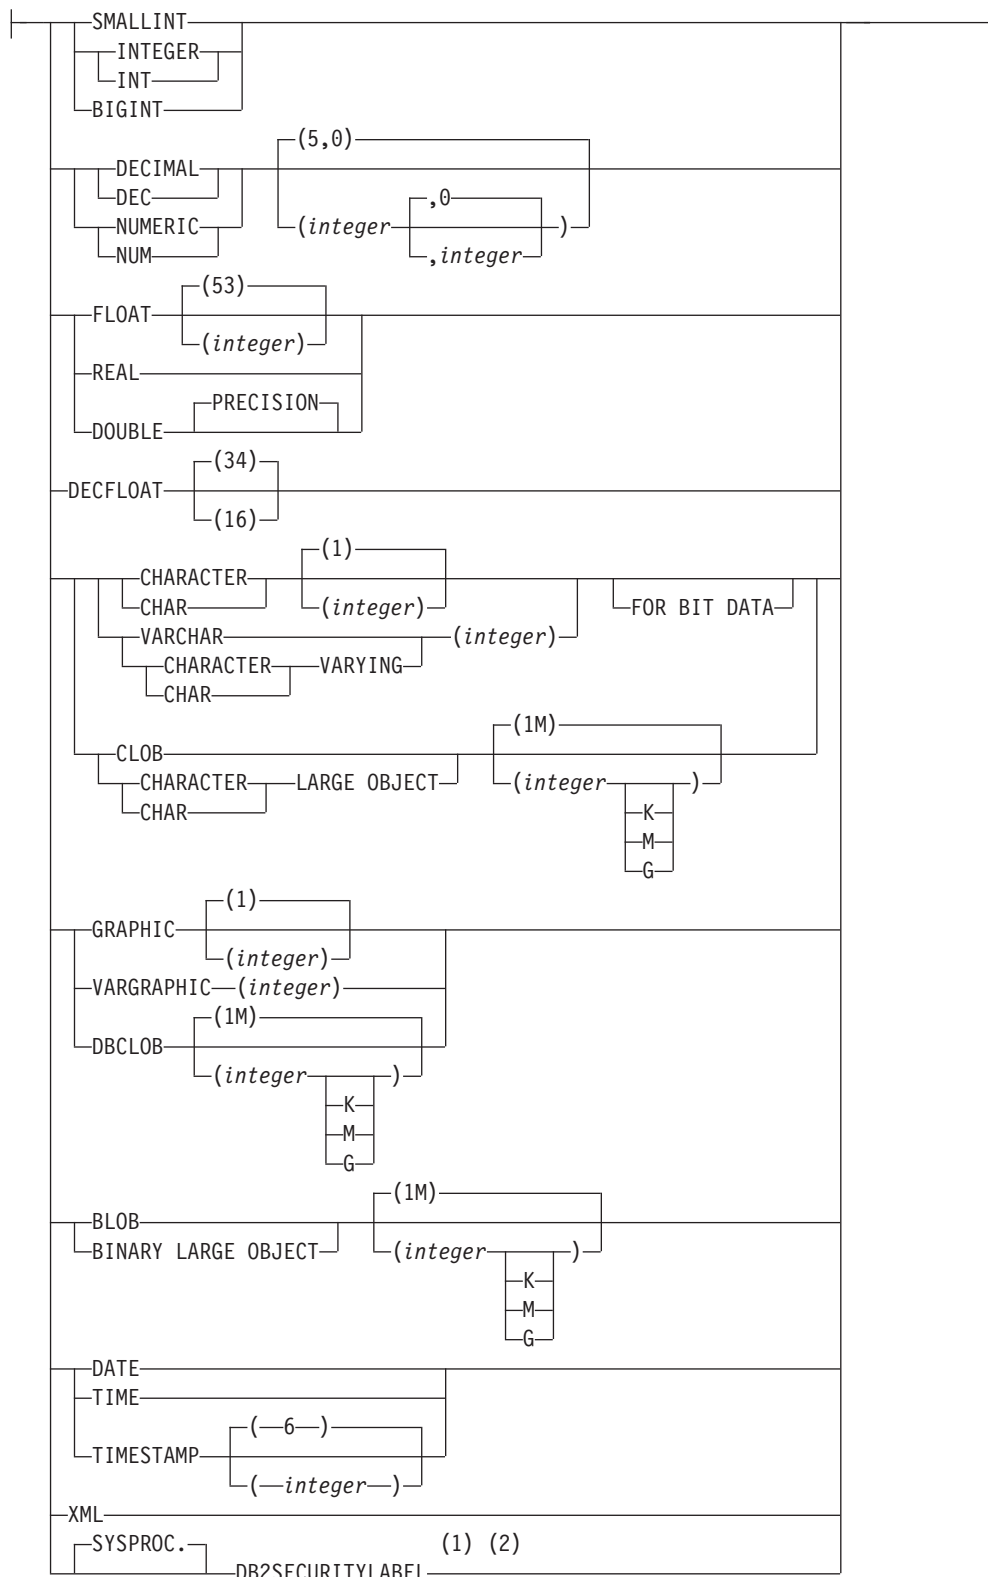 SMALLINT
INTEGER
INT
BIGINT
(5,0)
DECIMAL
DEC
,0
NUMERIC
(integer )
NUM
,integer
(53)
FLOAT
(integer)
REAL
PRECISION
DOUBLE
(34)
DECFLOAT
(16)
(1)
CHARACTER
CHAR
(integer)
FOR BIT DATA
VARCHAR
(integer)
CHARACTER VARYING
CHAR
(1M)
CLOB
CHARACTER LARGE OBJECT
(integer )
CHAR
K
M
G
(1)
GRAPHIC
(integer)
VARGRAPHIC (integer)
(1M)
DBCLOB
(integer )
K
M
G
(1M)
BLOB
BINARY LARGE OBJECT
(integer )
K
M
G
DATE
TIME
( 6 )
TIMESTAMP
( integer )
XML
SYSPROC.
(1) (2)
DB2SECURITYLABEL